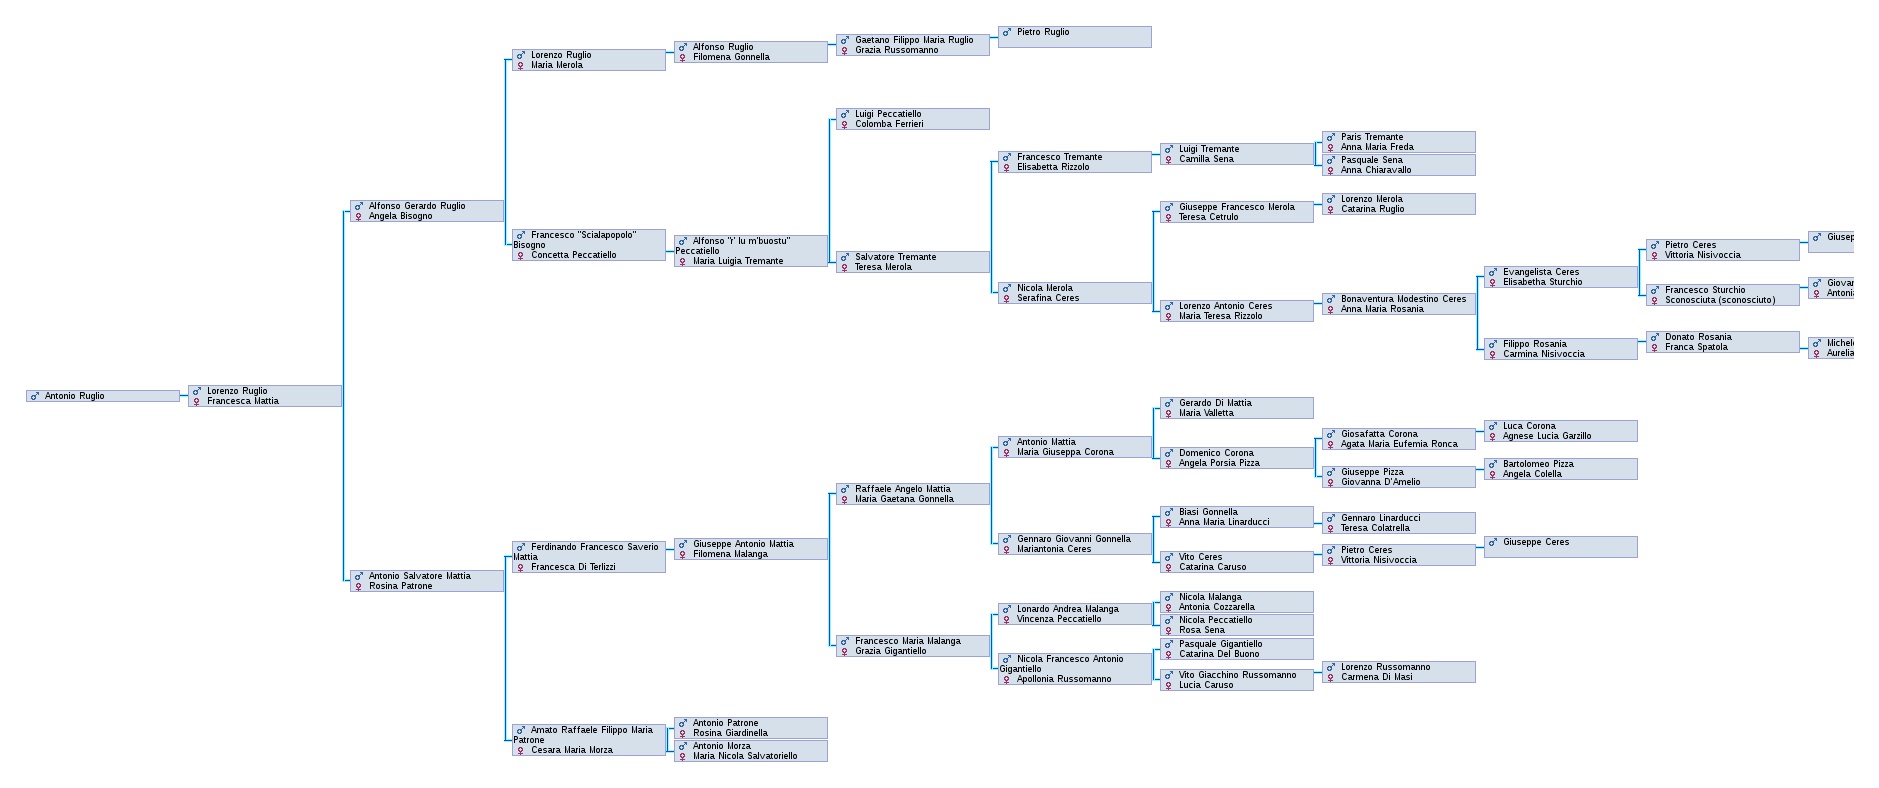 Antonio Ruglio
Lorenzo Ruglio
Francesca Mattia
Alfonso Gerardo Ruglio
Angela Bisogno
Antonio Salvatore Mattia
Rosina Patrone
Lorenzo Ruglio
Maria Merola
Francesco "Scialapopolo"
Bisogno
Concetta Peccatiello
Ferdinando Francesco Saverio
Mattia
Francesca Di Terlizzi
Amato Raffaele Filippo Maria
Patrone
Cesara Maria Morza
Alfonso Ruglio
Filomena Gonnella
Alfonso "r' lu m'buostu"
Peccatiello
Maria Luigia Tremante
Giuseppe Antonio Mattia
Filomena Malanga
Antonio Patrone
Rosina Giardinella
Antonio Morza
Maria Nicola Salvatoriello
Gaetano Filippo Maria Ruglio
Grazia Russomanno
Luigi Peccatiello
Colomba Ferrieri
Salvatore Tremante
Teresa Merola
Raffaele Angelo Mattia
Maria Gaetana Gonnella
Francesco Maria Malanga
Grazia Gigantiello
Pietro Ruglio
Francesco Tremante
Elisabetta Rizzolo
Nicola Merola
Serafina Ceres
Antonio Mattia
Maria Giuseppa Corona
Gennaro Giovanni Gonnella
Mariantonia Ceres
Lonardo Andrea Malanga
Vincenza Peccatiello
Nicola Francesco Antonio
Gigantiello
Apollonia Russomanno
Luigi Tremante
Camilla Sena
Giuseppe Francesco Merola
Teresa Cetrulo
Lorenzo Antonio Ceres
Maria Teresa Rizzolo
Gerardo Di Mattia
Maria Valletta
Domenico Corona
Angela Porsia Pizza
Biasi Gonnella
Anna Maria Linarducci
Vito Ceres
Catarina Caruso
Nicola Malanga
Antonia Cozzarella
Nicola Peccatiello
Rosa Sena
Pasquale Gigantiello
Catarina Del Buono
Vito Giacchino Russomanno
Lucia Caruso
Paris Tremante
Anna Maria Freda
Pasquale Sena
Anna Chiaravallo
Lorenzo Merola
Catarina Ruglio
Bonaventura Modestino Ceres
Anna Maria Rosania
Giosafatta Corona
Agata Maria Eufemia Ronca
Giuseppe Pizza
Giovanna D'Amelio
Gennaro Linarducci
Teresa Colatrella
Pietro Ceres
Vittoria Nisivoccia
Lorenzo Russomanno
Carmena Di Masi
Evangelista Ceres
Elisabetha Sturchio
Filippo Rosania
Carmina Nisivoccia
Luca Corona
Agnese Lucia Garzillo
Bartolomeo Pizza
Angela Colella
Giuseppe Ceres
Pietro Ceres
Vittoria Nisivoccia
Francesco Sturchio
Sconosciuta (sconosciuto)
Donato Rosania
Franca Spatola
Giusep
Giovan
Antonia
Michele
Aurelia